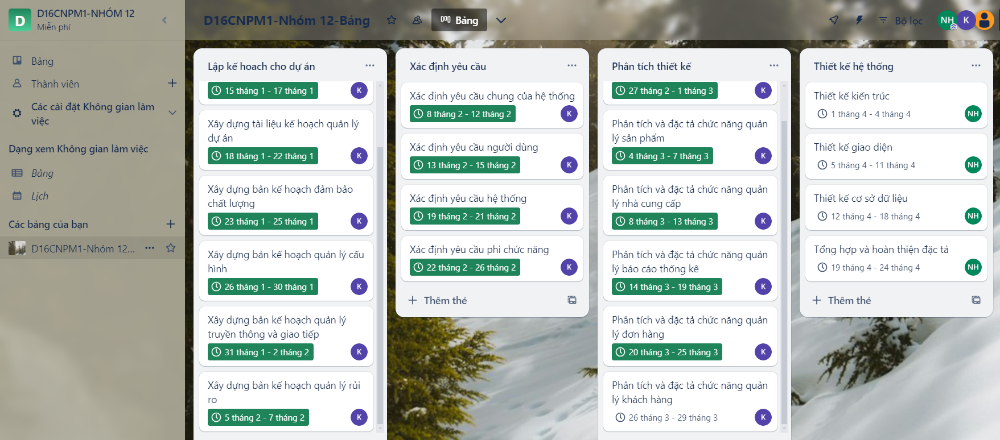 D
D16CNPM1-NHÓM 12
Miễn phí
Bảng
Thành viên
Các cài đặt Không gian làm
việc
Dạng xem Không gian làm việc
Bảng
Lịch
Các bảng của bạn
D16CNPM1-Nhóm 12...
D16CNPM1-Nhóm 12-Bảng
Bảng
Bộ lọc
NH
K
Lập kế hoach cho dự án
15 tháng 1 - 17 tháng 1
K
Xây dựng tài liệu kế hoạch quản lý
dự án
18 tháng 1 - 22 tháng 1
K
Xây dựng bản kế hoạch đảm bảo
chất lượng
23 tháng 1 - 25 tháng 1
K
Xây dựng bản kế hoạch quản lý cấu
hình
26 tháng 1 - 30 tháng 1
K
Xây dựng bản kế hoạch quản lý
truyền thông và giao tiếp
31 tháng 1 - 2 tháng 2
K
Xây dựng bản kế hoạch quản lý rủi
ro
5 tháng 2 - 7 tháng 2
K
Xác định yêu cầu
Xác định yêu cầu chung của hệ thống
8 tháng 2 - 12 tháng 2
K
Xác định yêu cầu người dùng
13 tháng 2 - 15 tháng 2
K
Xác định yêu cầu hệ thống
19 tháng 2 - 21 tháng 2
K
Xác định yêu cầu phi chức năng
22 tháng 2 - 26 tháng 2
K
Thêm thẻ
Phân tích thiết kế
27 tháng 2 - 1 tháng 3
K
Phân tích và đặc tả chức năng quản
lý sản phẩm
4 tháng 3 - 7 tháng 3
K
Phân tích và đặc tả chức năng quản
lý nhà cung cấp
8 tháng 3 - 13 tháng 3
K
Phân tích và đặc tả chức năng quản
lý báo cáo thống kê
14 tháng 3 - 19 tháng 3
K
Phân tích và đặc tả chức năng quản
lý đơn hàng
20 tháng 3 - 25 tháng 3
K
Phân tích và đặc tả chức năng quản
lý khách hàng
26 tháng 3 - 29 tháng 3
K
Thiết kế hệ thống
Thiết kế kiến trúc
1 tháng 4 - 4 tháng 4
NH
Thiết kế giao diện
5 tháng 4 - 11 tháng 4
NH
Thiết kế cơ sở dữ liệu
12 tháng 4 - 18 tháng 4
NH
Tổng hợp và hoàn thiện đặc tả
19 tháng 4 - 24 tháng 4
NH
Thêm thẻ